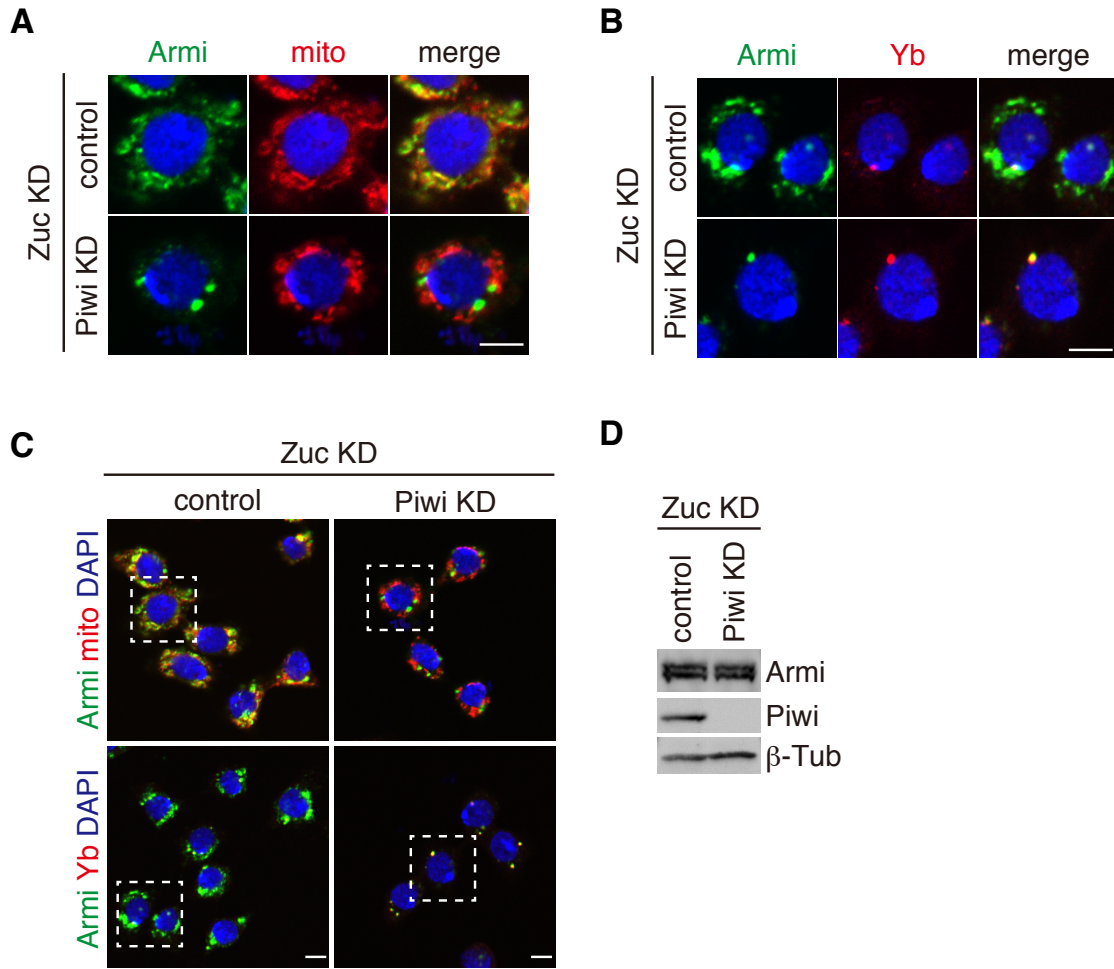 A
Armi mito merge
Zuc KD
control
Piwi KD
B
Armi Yb merge
Zuc KD
control
Piwi KD
C
Zuc KD
control Piwi KD
Armi mito DAPI
Armi Yb DAPI
D
Zuc KD
control
Piwi KD
Armi
Piwi
β-Tub